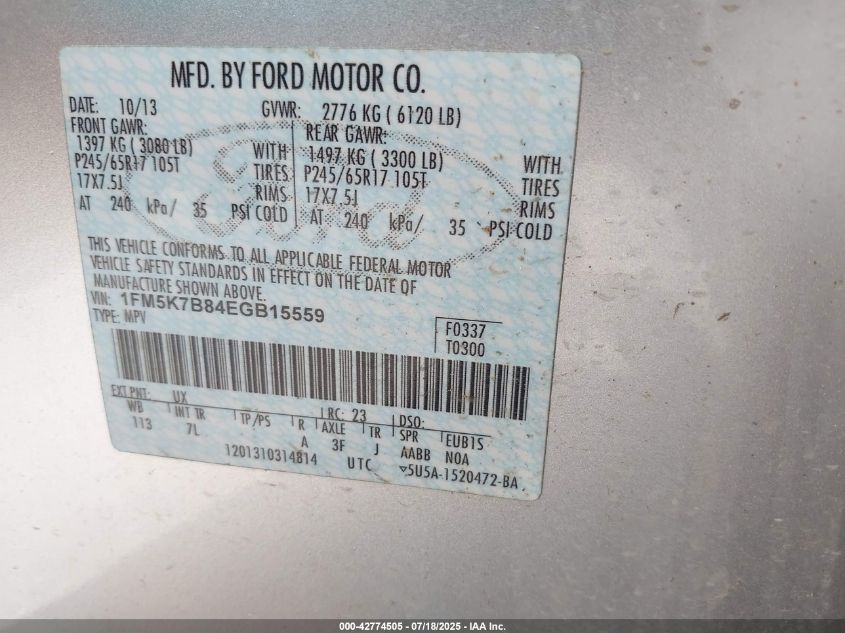 MFD. BY FORD MOTOR CO.
DATE: 10/13 GVWR: 2776 KG ( 6120 LB)
FRONT GAWR: REAR GAWR:
1397 KG ( 3080 LB) WITH 1497 KG ( 3300 LB) WITH
P245/65R17 105T TIRES P245/65R17 105T TIRES
17X7.5J RIMS 17X7.5J RIMS
AT 240 kPa/ 35 PSI COLD AT 240 kPa/ 35 PSI COLD
Ford
THIS VEHICLE CONFORMS TO ALL APPLICABLE FEDERAL MOTOR
VEHICLE SAFETY STANDARDS IN EFFECT ON THE DATE OF
MANUFACTURE SHOWN ABOVE.
VIN: 1FM5K7B84EGB15559
TYPE: MPV
F0337
T0300
EXT PNT: UX RC: 23 DSO:
WB INT TR TP/PS R AXLE TR SPR EUB1S
113 7L A 3F J AABB NOA
1201310314814 UTC ▽5U5A-1520472-BA
000-42774505 - 07/18/2025 - IAA Inc.